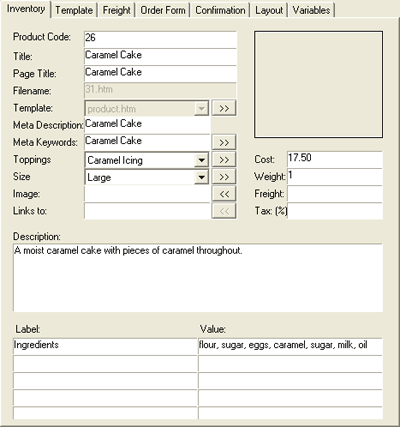 Inventory Template Freight Order Form Confirmation Layout Variables
Product Code: 26
Title: Caramel Cake
Page Title: Caramel Cake
Filename: 31.htm
Template: product.htm >>
Meta Description: Caramel Cake
Meta Keywords: Caramel Cake >>
Toppings Caramel Icing >> Cost: 17.50
Size Large >> Weight: 1
Image: << Freight:
Links to: << Tax: (%)
Description:
A moist caramel cake with pieces of caramel throughout.
Label: Value:
Ingredients flour, sugar, eggs, caramel, sugar, milk, oil